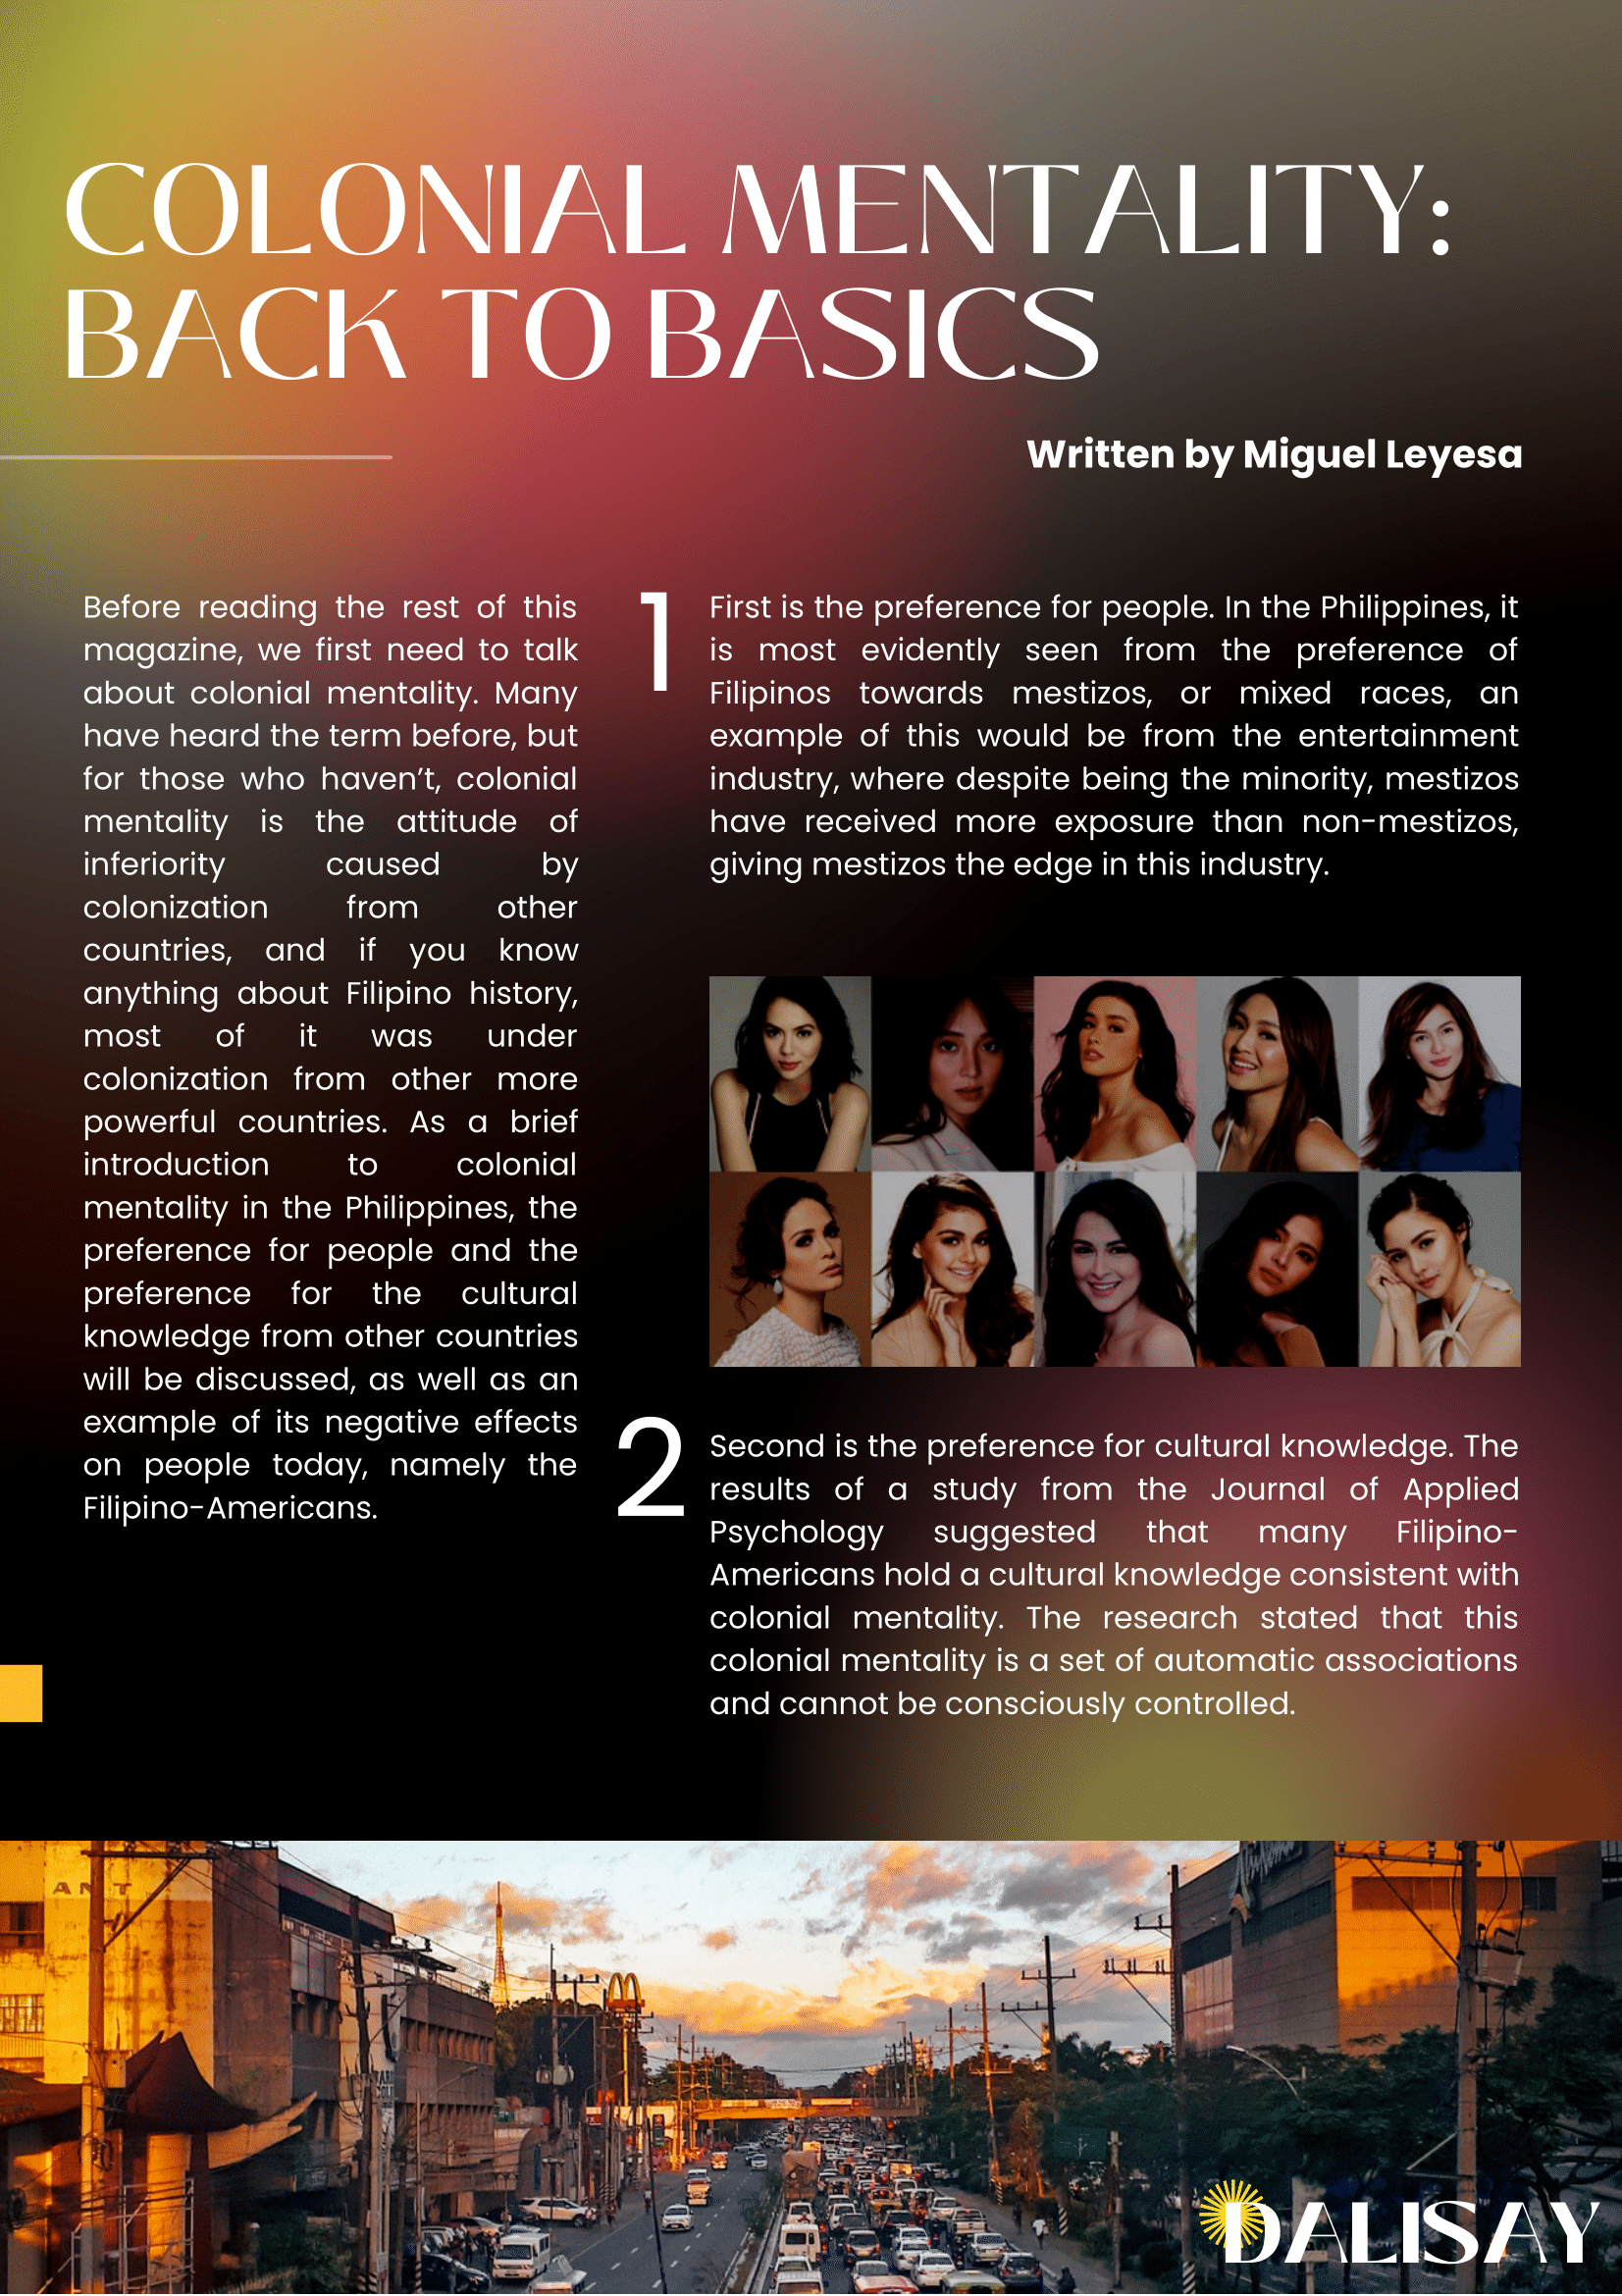 COLONIAL MENTALITY:
BACK TO BASICS
Written by Miguel Leyesa
Before reading the rest of this
magazine, we first need to talk
about colonial mentality. Many
have heard the term before, but
for those who haven’t, colonial
mentality is the attitude of
inferiority caused by
colonization from other
countries, and if you know
anything about Filipino history,
most of it was under
colonization from other more
powerful countries. As a brief
introduction to colonial
mentality in the Philippines, the
preference for people and the
preference for the cultural
knowledge from other countries
will be discussed, as well as an
example of its negative effects
on people today, namely the
Filipino-Americans.
1
First is the preference for people. In the Philippines, it
is most evidently seen from the preference of
Filipinos towards mestizos, or mixed races, an
example of this would be from the entertainment
industry, where despite being the minority, mestizos
have received more exposure than non-mestizos,
giving mestizos the edge in this industry.
2
Second is the preference for cultural knowledge. The
results of a study from the Journal of Applied
Psychology suggested that many Filipino-
Americans hold a cultural knowledge consistent with
colonial mentality. The research stated that this
colonial mentality is a set of automatic associations
and cannot be consciously controlled.
DALISAY